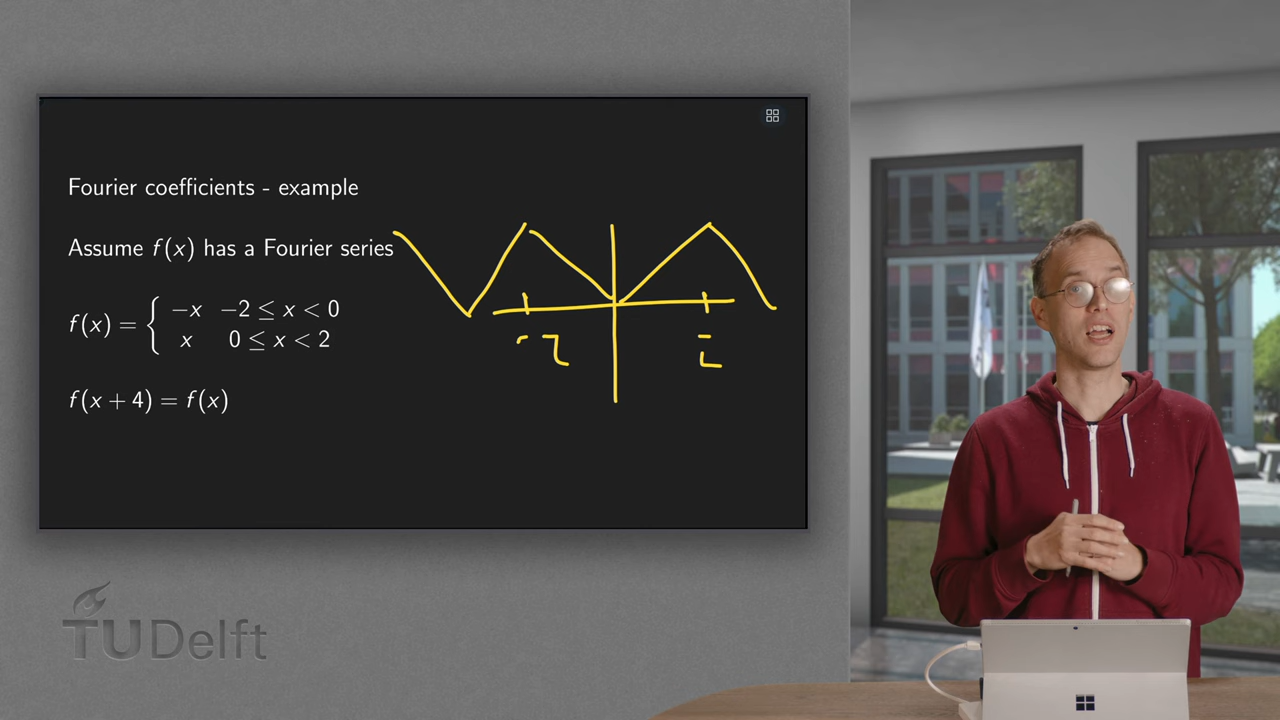 Fourier coefficients - example
Assume f(x) has a Fourier series
f(x) = { -x   -2 ≤ x < 0
x   0 ≤ x < 2
f(x + 4) = f(x)
-2
2
TUDelft